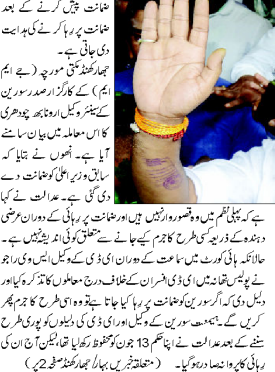 ضمانت پیش کرنے کے بعد
ضمانت پر رہا کرنے کی ہدایت
دی جاتی ہے۔
جھارکھنڈ مکتی مورچہ (جے ایم
ایم) کے کارگزار صدر سورین
کے سینئر وکیل ارونابھ چودھری
کا اس معاملہ میں بیان سامنے
آیا ہے۔ انھوں نے بتایا کہ
سابق وزیر اعلیٰ کو ضمانت دے
دی گئی ہے۔ عدالت نے کہا
ہے کہ پہلی نظم میں وہ قصوروار نہیں ہیں اور ضمانت پر رہائی کے دوران عرضی
دہندہ کے ذریعہ کسی طرح کا جرم کیے جانے سے متعلق کوئی اندیشہ نہیں ہے۔
حالانکہ ہائی کورٹ میں سماعت کے دوران ای ڈی کے وکیل ایس وی راجو
نے پولیس تھانہ میں ای ڈی افسران کے خلاف درج معاملوں کا تذکرہ کیا اور
دلیل دی کہ اگر سورین کو ضمانت پر رہا کیا جاتا ہے تو وہ اسی طرح کا جرم پھر
کریں گے۔ ہیمنت سورین کے وکیل اور ای ڈی کی دلیلوں کو پوری طرح
سننے کے بعد عدالت نے اپنا حکم 13 جون کو محفوظ رکھ لیا تھا، لیکن آج ان کی
رہائی کا پروانہ صادر ہو گیا۔ (متعلقہ خبریں بہار/جھارکھنڈ صفحہ 2 پر)